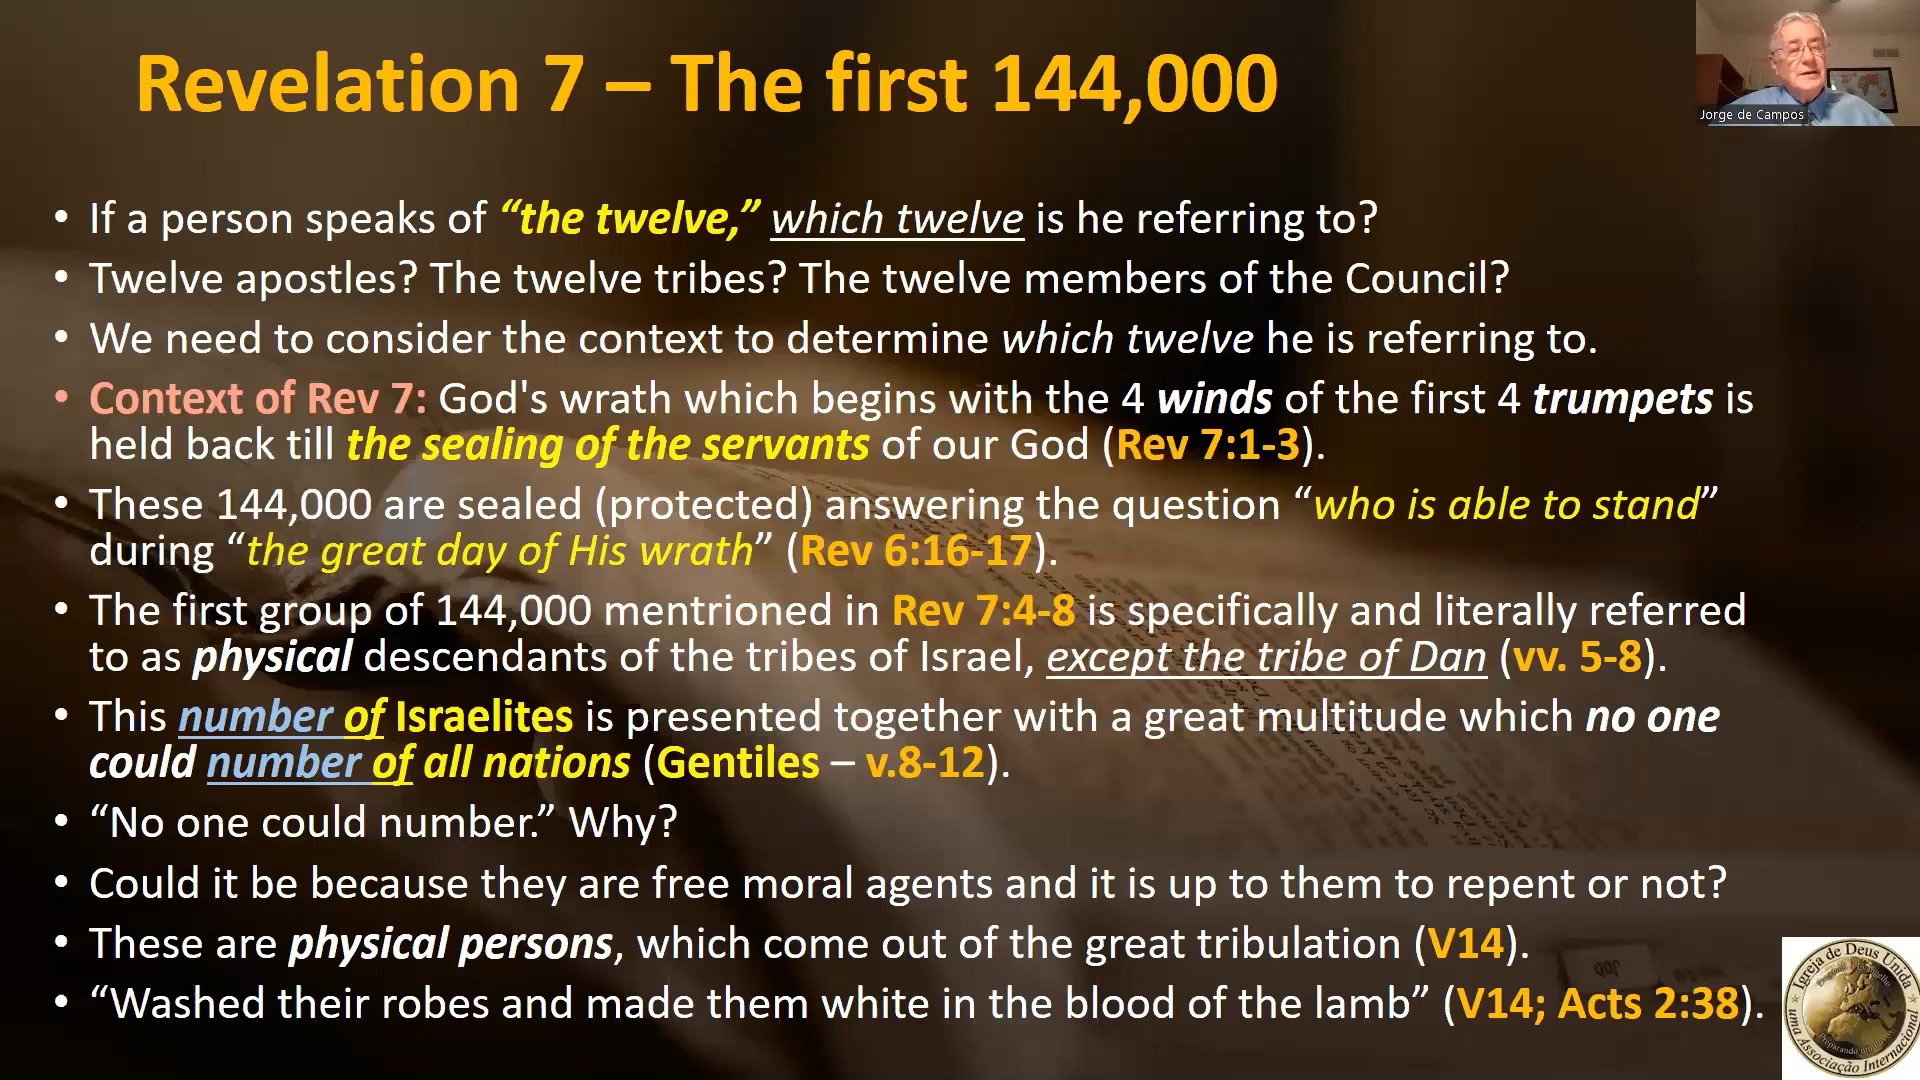 Revelation 7 – The first 144,000
Jorge de Campos
• If a person speaks of “the twelve,” which twelve is he referring to?
• Twelve apostles? The twelve tribes? The twelve members of the Council?
• We need to consider the context to determine which twelve he is referring to.
• Context of Rev 7: God's wrath which begins with the 4 winds of the first 4 trumpets is
held back till the sealing of the servants of our God (Rev 7:1-3).
• These 144,000 are sealed (protected) answering the question “who is able to stand”
during “the great day of His wrath” (Rev 6:16-17).
• The first group of 144,000 mentrioned in Rev 7:4-8 is specifically and literally referred
to as physical descendants of the tribes of Israel, except the tribe of Dan (vv. 5-8).
• This number of Israelites is presented together with a great multitude which no one
could number of all nations (Gentiles – v.8-12).
• “No one could number.” Why?
• Could it be because they are free moral agents and it is up to them to repent or not?
• These are physical persons, which come out of the great tribulation (V14).
• “Washed their robes and made them white in the blood of the lamb” (V14; Acts 2:38).
Igreja de Deus Unida
uma Associação Internacional